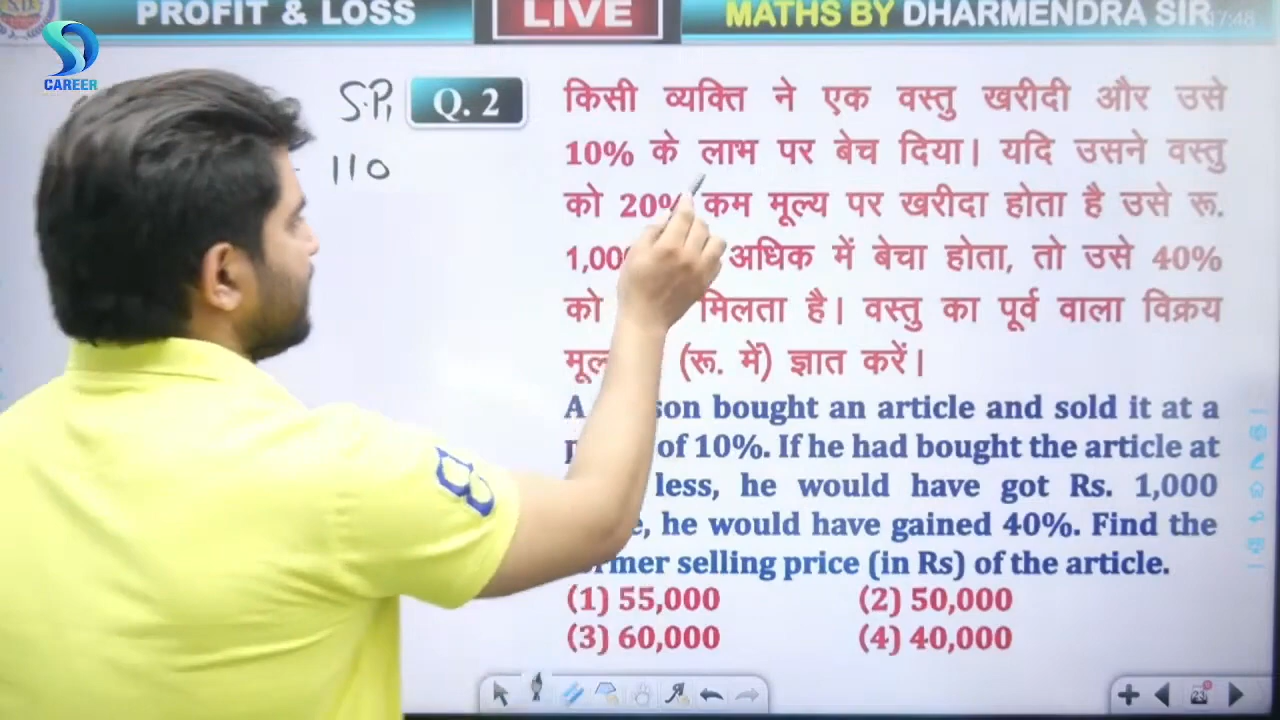 PROFIT & LOSS
LIVE
MATHS BY DHARMENDRA SIR
17:48
CAREER
S.P₁
110
Q. 2
किसी व्यक्ति ने एक वस्तु खरीदी और उसे
10% के लाभ पर बेच दिया। यदि उसने वस्तु
को 20% कम मूल्य पर खरीदा होता है उसे रू.
अधिक में बेचा होता, तो उसे 40%
को मिलता है। वस्तु का पूर्व वाला विक्रय
(रू. में) ज्ञात करें।
A bought an article and sold it at a
of 10%. If he had bought the article at
less, he would have got Rs. 1,000
he would have gained 40%. Find the
selling price (in Rs) of the article.
(1) 55,000 (2) 50,000
(3) 60,000 (4) 40,000
23